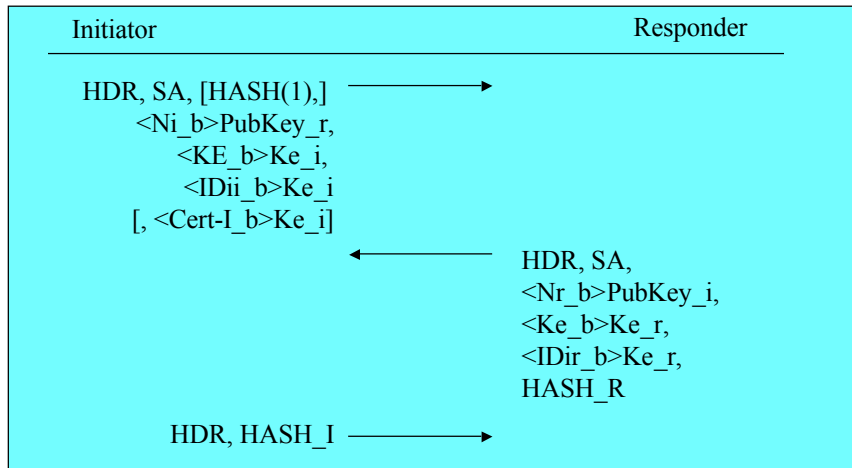 Initiator
Responder
HDR, SA, [HASH(1),]
<Ni_b>PubKey_r,
<KE_b>Ke_i,
<IDii_b>Ke_i
[, <Cert-I_b>Ke_i]
HDR, SA,
<Nr_b>PubKey_i,
<Ke_b>Ke_r,
<IDir_b>Ke_r,
HASH_R
HDR, HASH_I